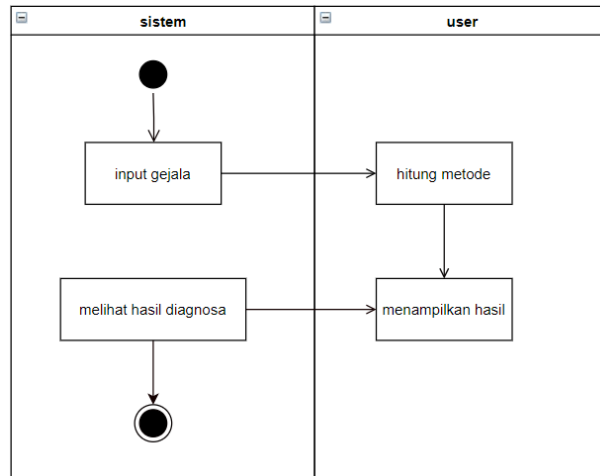 sistem
user
input gejala
hitung metode
melihat hasil diagnosa
menampilkan hasil